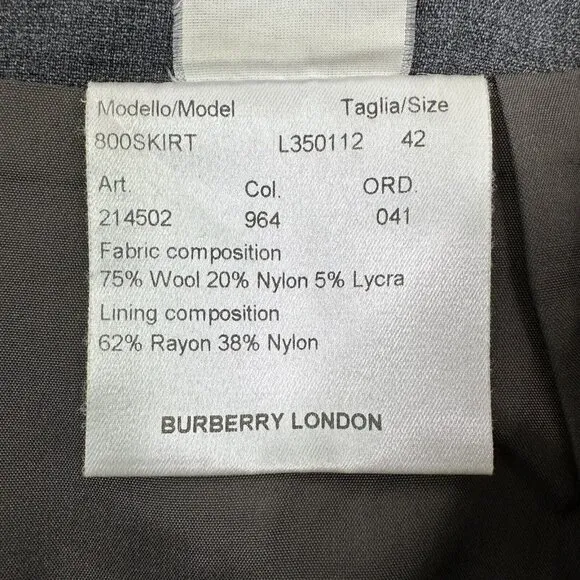 Modello/Model Taglia/Size
800SKIRT L350112 42
Art. Col. ORD.
214502 964 041
Fabric composition
75% Wool 20% Nylon 5% Lycra
Lining composition
62% Rayon 38% Nylon
BURBERRY LONDON